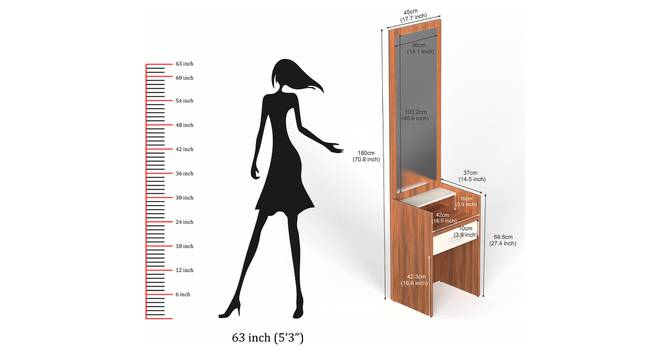 63 inch
60 inch
54 inch
48 inch
42 inch
36 inch
30 inch
24 inch
18 inch
12 inch
6 inch
63 inch (5'3")
45cm
(17.7 inch)
36cm
(14.1 inch)
103.2cm
(40.6 inch)
180cm
(70.8 inch)
37cm
(14.5 inch)
10cm
(3.9 inch)
42cm
(16.5 inch)
10cm
(3.9 inch)
69.8cm
(27.4 inch)
42.3cm
(16.6 inch)